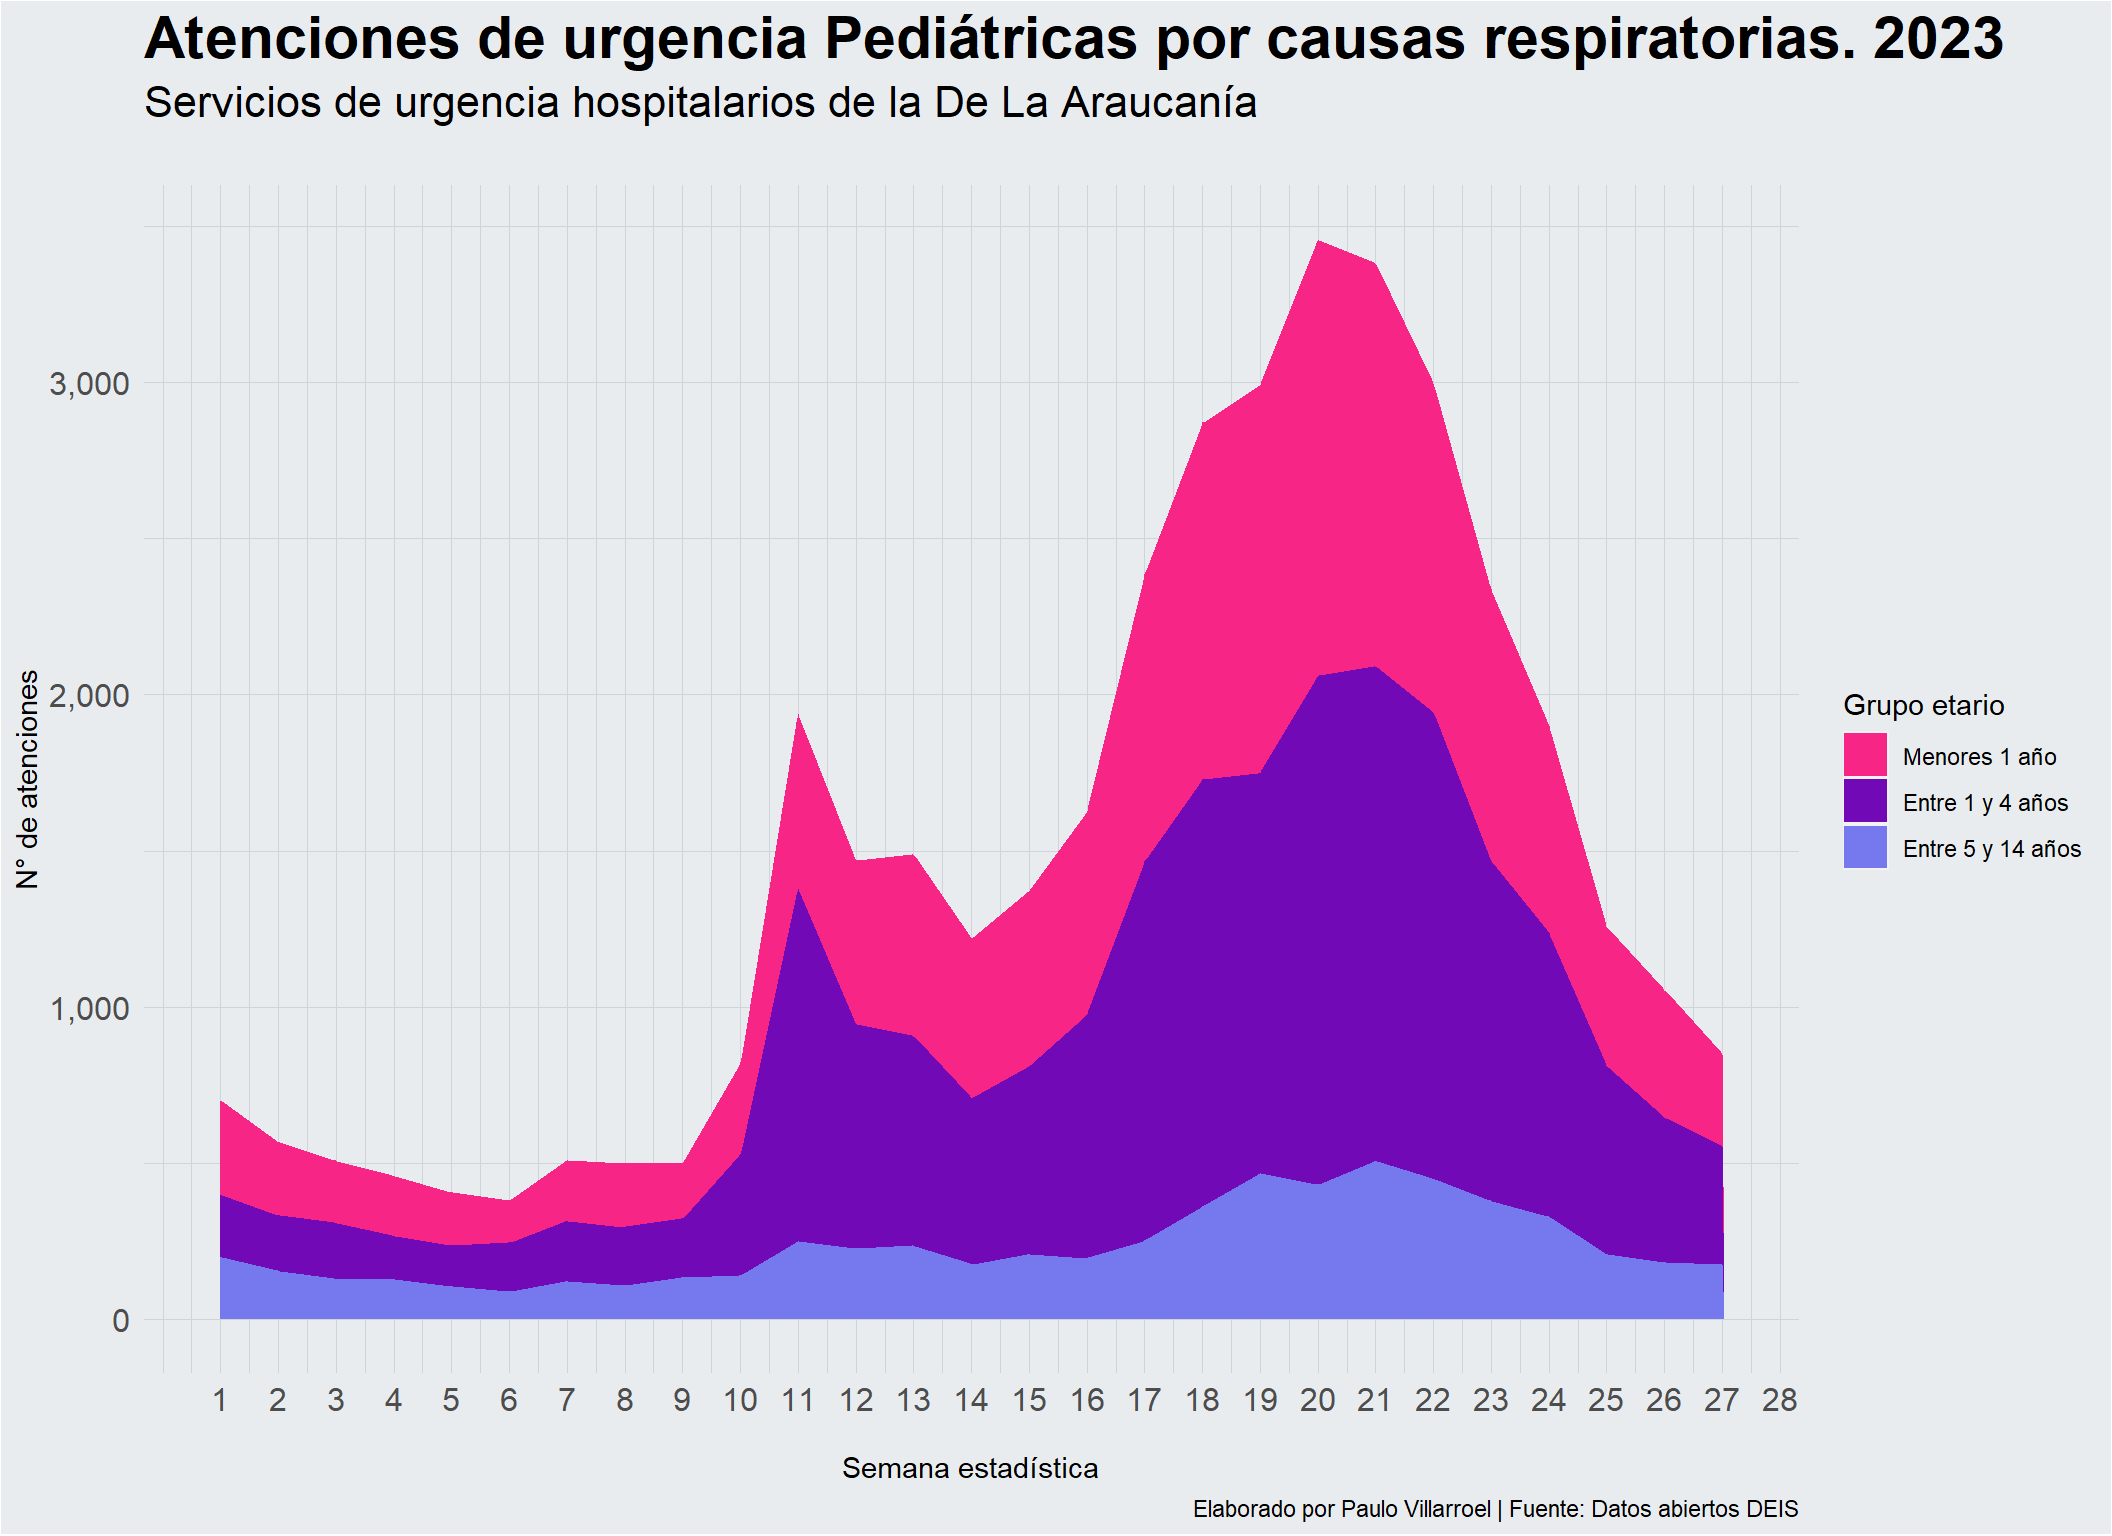 Atenciones de urgencia Pediátricas por causas respiratorias. 2023
Servicios de urgencia hospitalarios de la De La Araucanía
3,000
2,000
1,000
0
N° de atenciones
1 2 3 4 5 6 7 8 9 10 11 12 13 14 15 16 17 18 19 20 21 22 23 24 25 26 27 28
Semana estadística
Grupo etario
Menores 1 año
Entre 1 y 4 años
Entre 5 y 14 años
Elaborado por Paulo Villarroel | Fuente: Datos abiertos DEIS